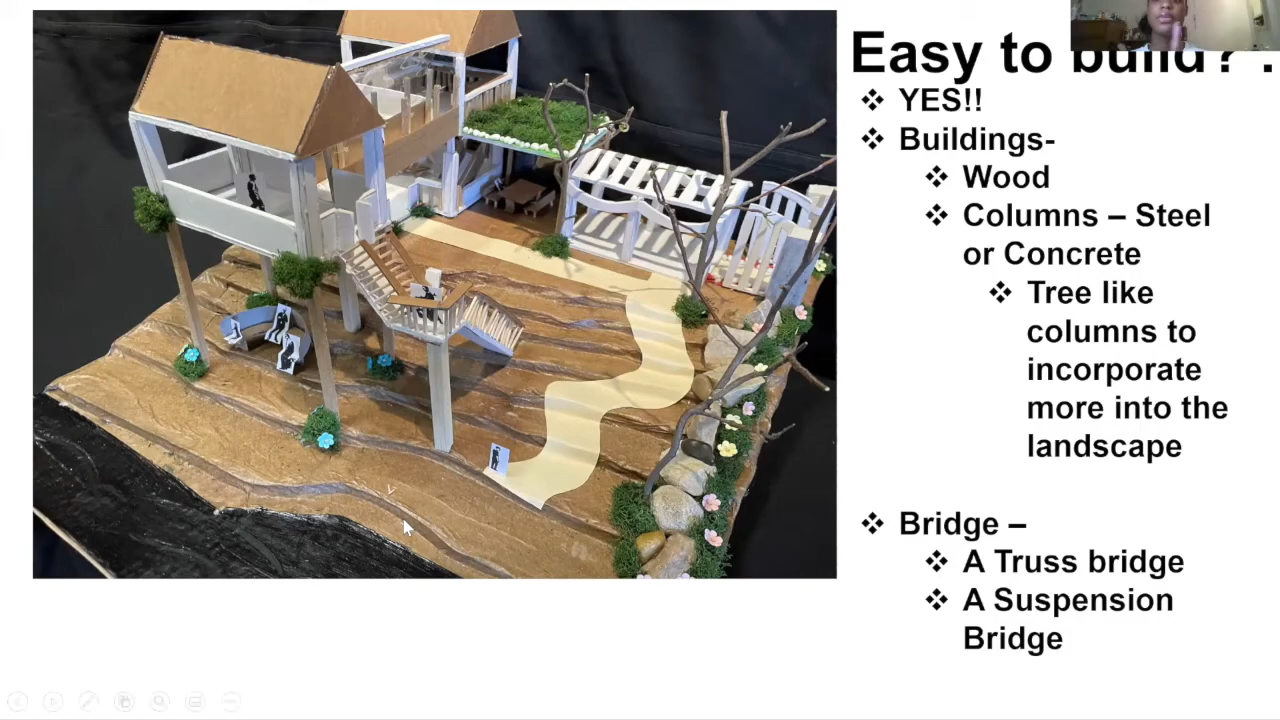 Easy to build? .
❖ YES!!
❖ Buildings-
❖ Wood
❖ Columns – Steel
or Concrete
❖ Tree like
columns to
incorporate
more into the
landscape
❖ Bridge –
❖ A Truss bridge
❖ A Suspension
Bridge